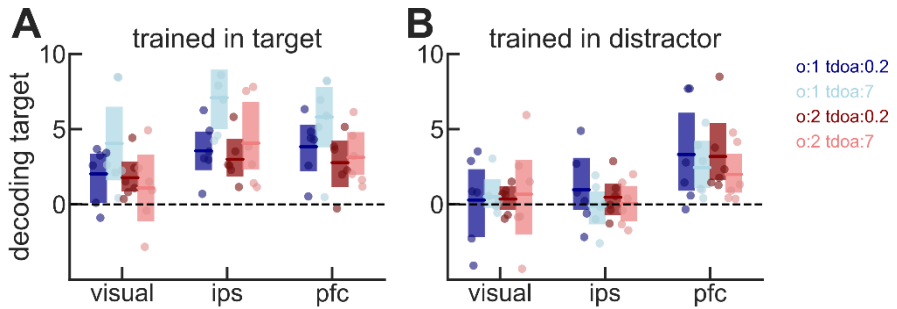 A
trained in target
B
trained in distractor
decoding target
10
5
0
visual
ips
pfc
10
5
0
visual
ips
pfc
o:1 tdoa:0.2
o:1 tdoa:7
o:2 tdoa:0.2
o:2 tdoa:7